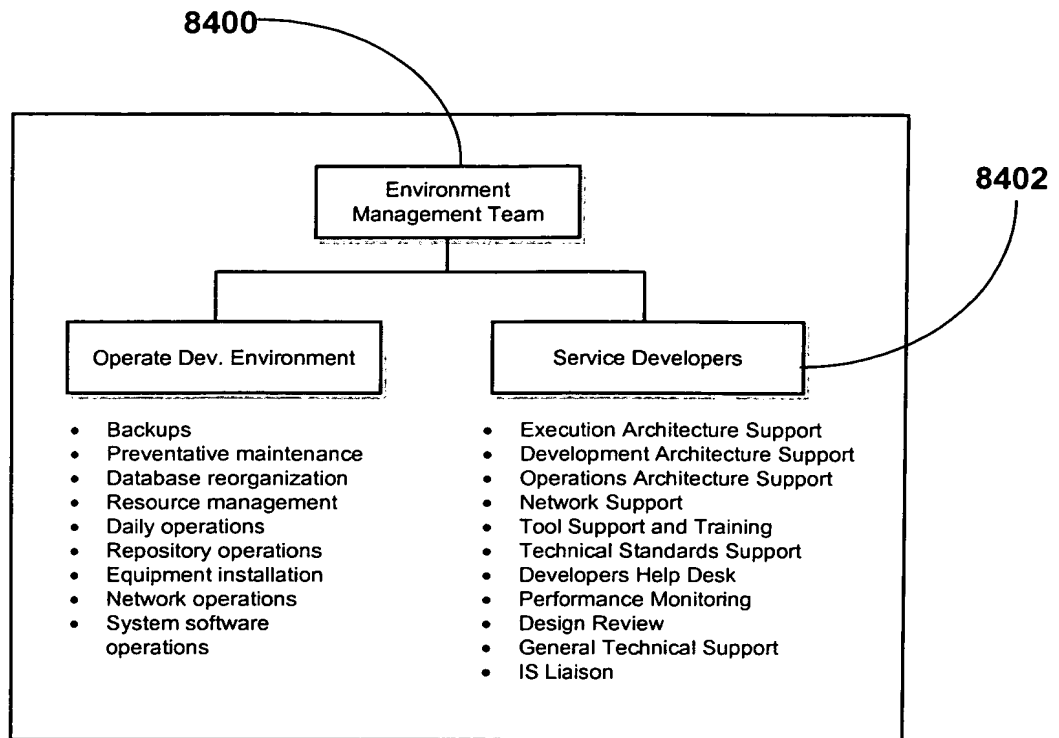 8400
8402
Environment
Management Team
Operate Dev. Environment
Service Developers
• Backups
• Preventative maintenance
• Database reorganization
• Resource management
• Daily operations
• Repository operations
• Equipment installation
• Network operations
• System software
operations
• Execution Architecture Support
• Development Architecture Support
• Operations Architecture Support
• Network Support
• Tool Support and Training
• Technical Standards Support
• Developers Help Desk
• Performance Monitoring
• Design Review
• General Technical Support
• IS Liaison